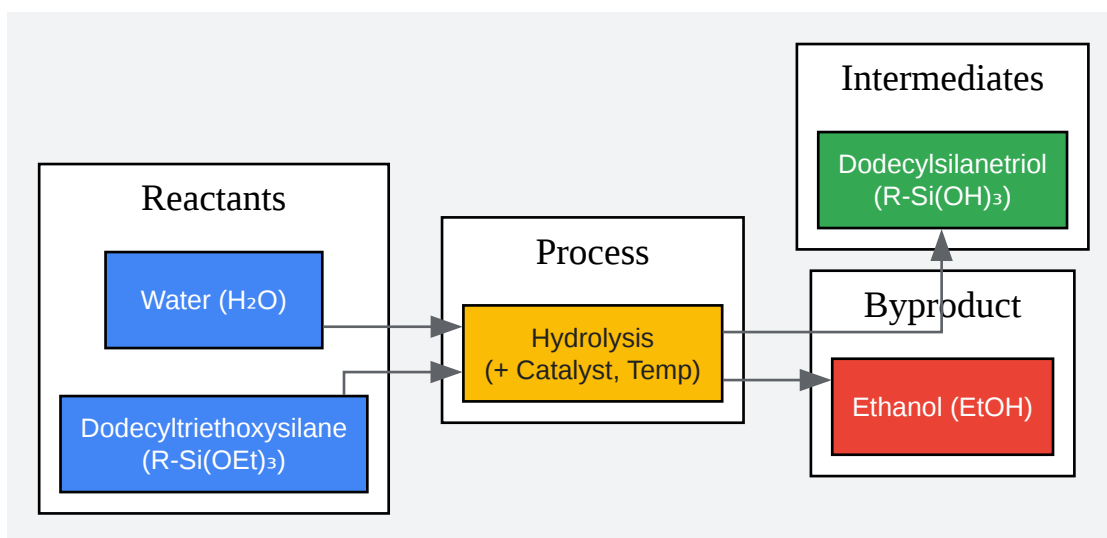 Reactants
Water (H₂O)
Dodecyltriethoxysilane
(R-Si(OEt)₃)
Process
Hydrolysis
(+ Catalyst, Temp)
Intermediates
Dodecylsilanetriol
(R-Si(OH)₃)
Byproduct
Ethanol (EtOH)